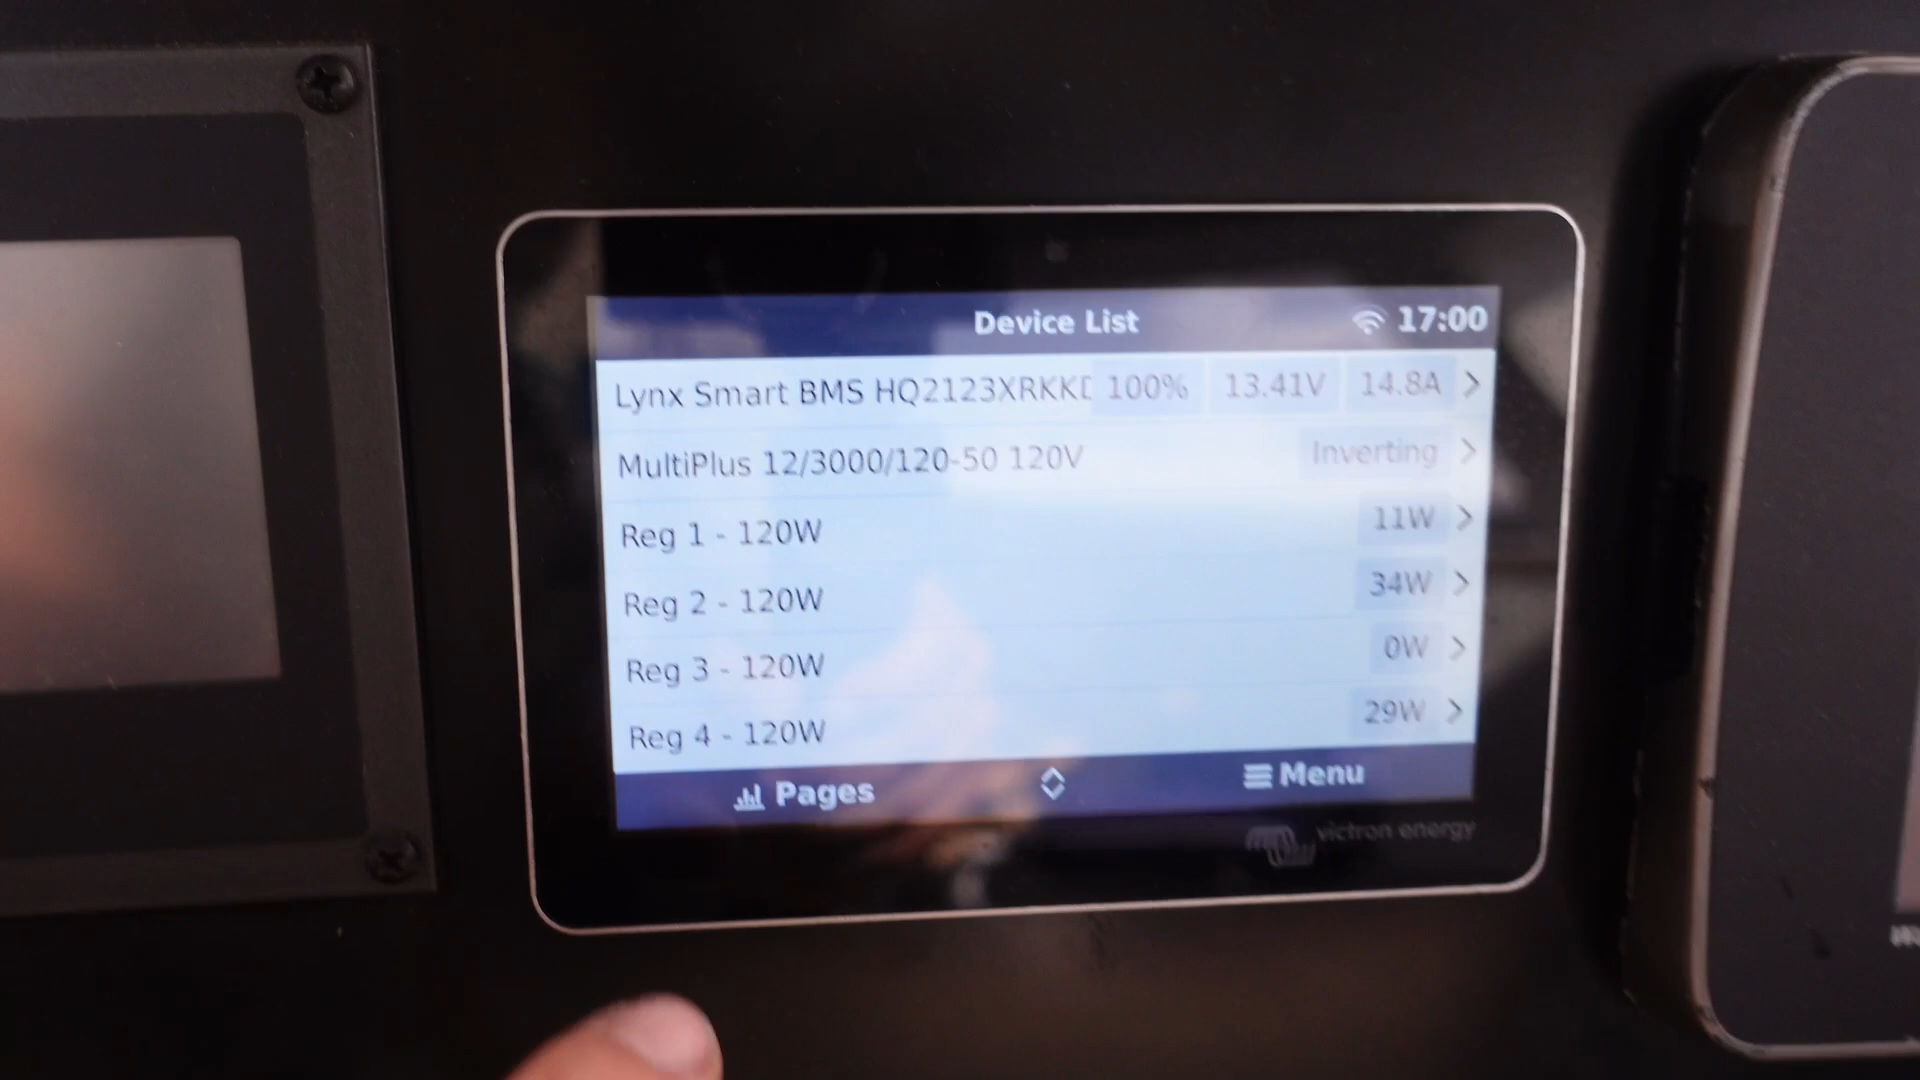 Device List 17:00
Lynx Smart BMS HQ2123XRKK 100% 13.41V 14.8A
MultiPlus 12/3000/120-50 120V Inverting
Reg 1 - 120W 11W
Reg 2 - 120W 34W
Reg 3 - 120W 0W
Reg 4 - 120W 29W
Pages Menu
victron energy